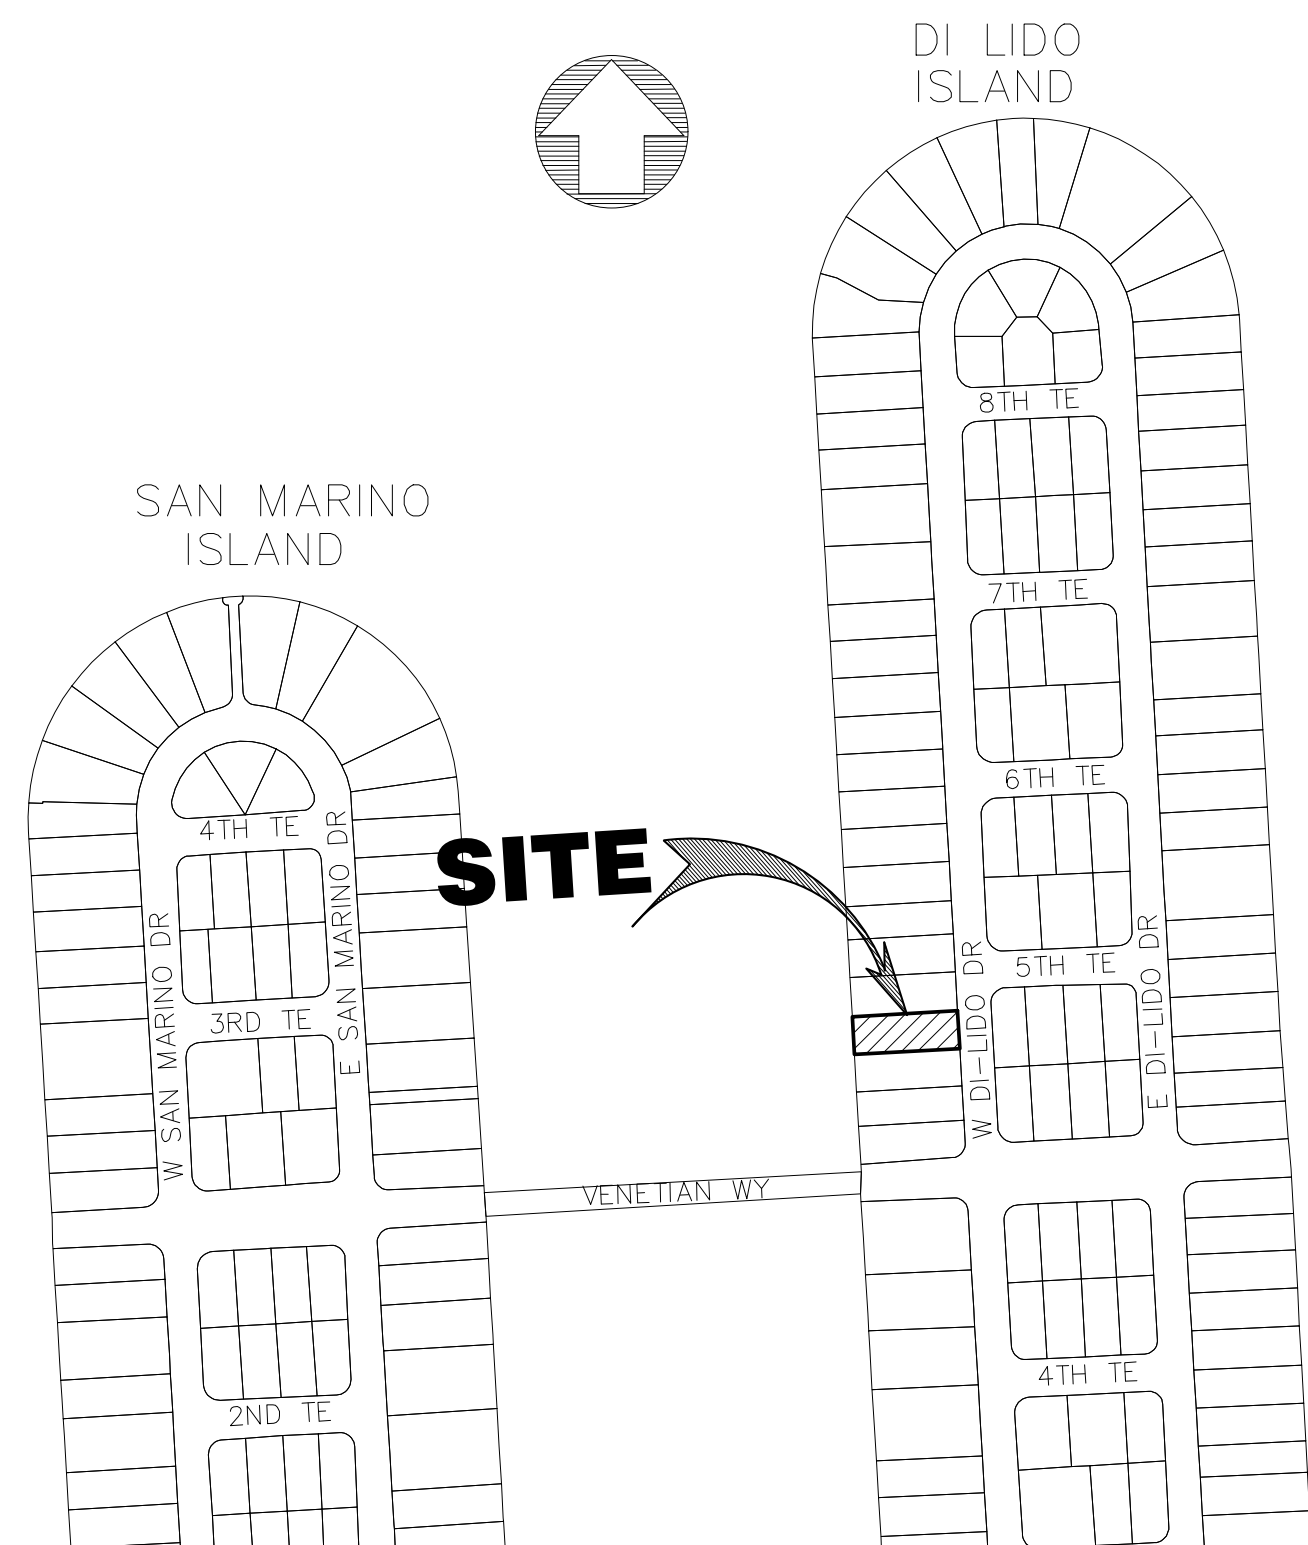 DI LIDO
ISLAND
SAN MARINO
ISLAND
8TH TE
7TH TE
6TH TE
4TH TE
E SAN MARINO DR
SITE
W SAN MARINO DR
W DI-LIDO DR
5TH TE
E DI-LIDO DR
3RD TE
VENETIAN WY
4TH TE
2ND TE